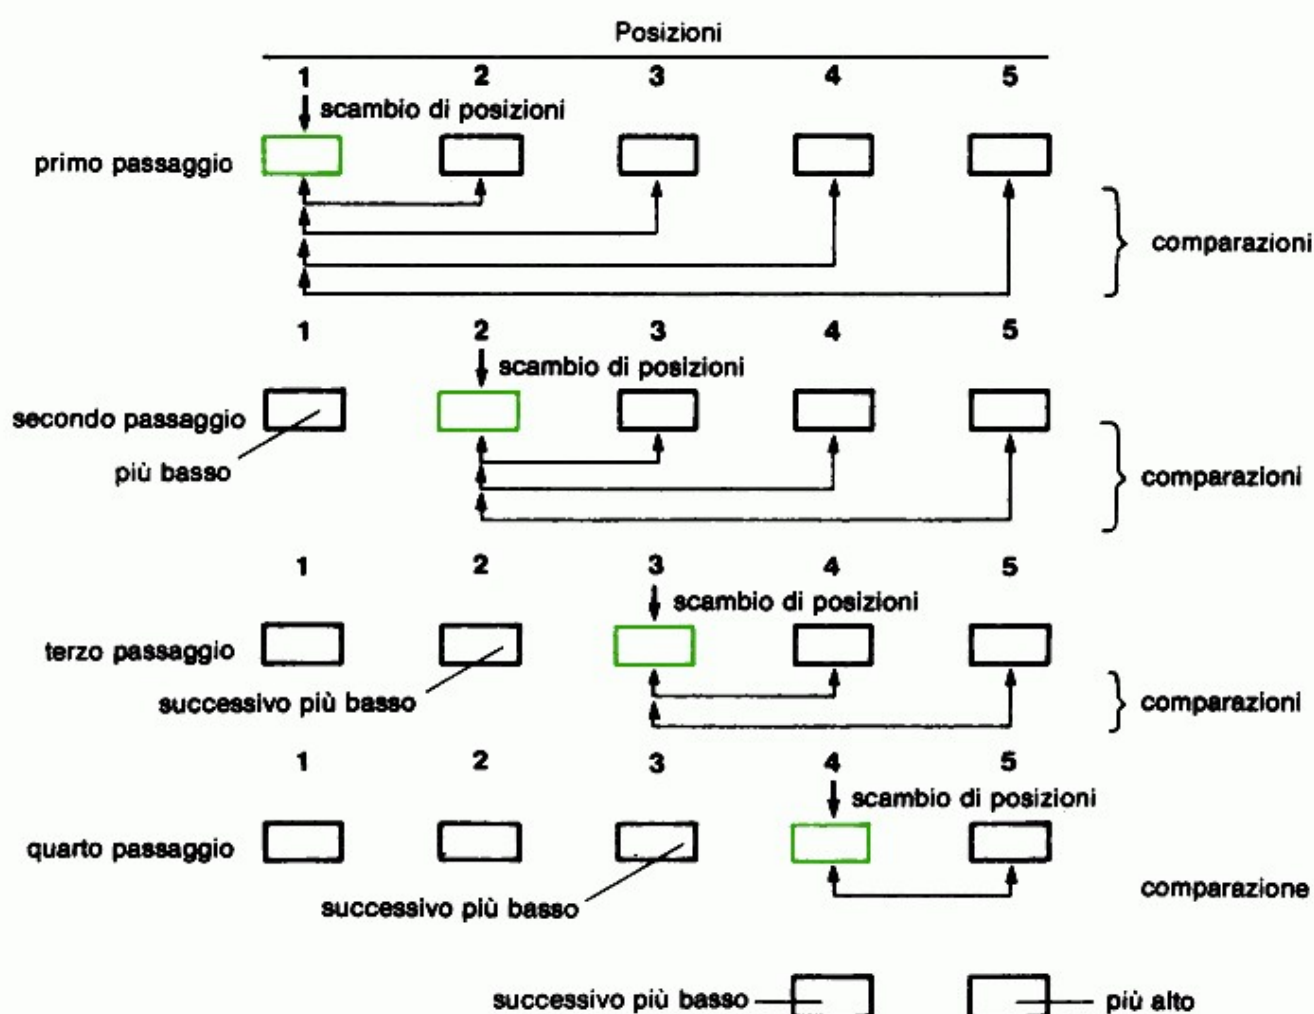 Posizioni
1 2 3 4 5
scambio di posizioni
primo passaggio
comparazioni
1 2 3 4 5
scambio di posizioni
secondo passaggio
più basso
comparazioni
1 2 3 4 5
scambio di posizioni
terzo passaggio
successivo più basso
comparazioni
1 2 3 4 5
scambio di posizioni
quarto passaggio
comparazione
successivo più basso
successivo più basso più alto